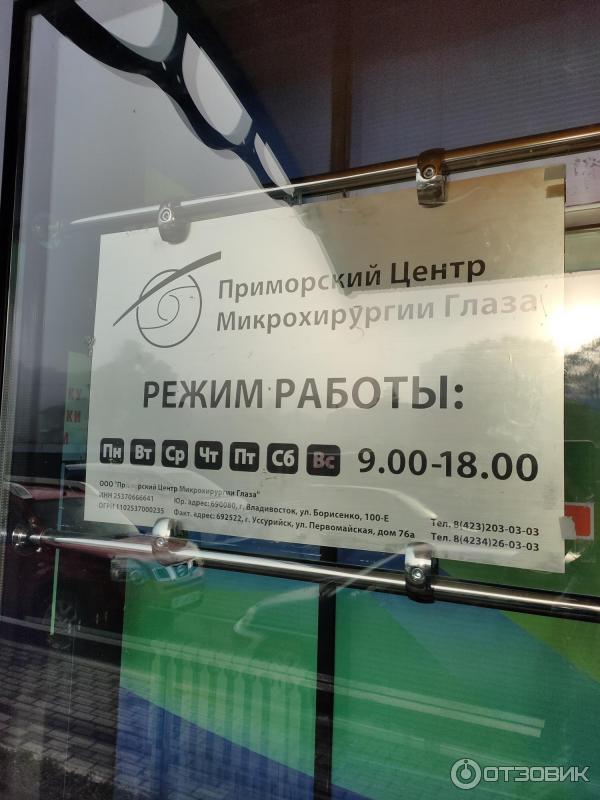 Приморский Центр
Микрохирургии Глаза
РЕЖИМ РАБОТЫ:
Пн Вт Ср Чт Пт Сб Вс 9.00-18.00
ООО "Приморский Центр Микрохирургии Глаза"
ИНН 25370666641 Юр. адрес: 690080, г. Владивосток, ул. Борисенко, 100-Е Тел. 8(423)203-03-03
ОГРН 1102537000235 Факт. адрес: 692522, г. Уссурийск, ул. Первомайская, дом 76а Тел. 8(4234)26-03-03
ОТЗОВИК